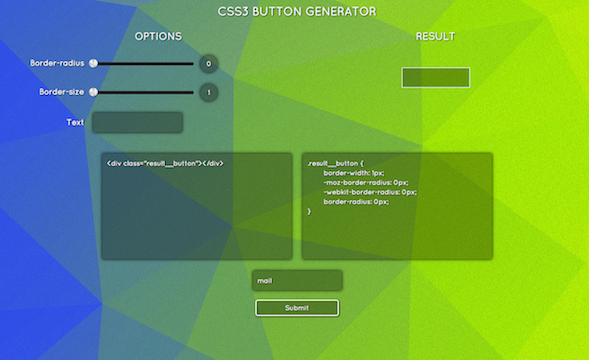 CSS3 BUTTON GENERATOR
OPTIONS
RESULT
Border-radius 0
Border-size 1
Text
<div class="result__button"></div>
.result__button {
border-width: 1px;
-moz-border-radius: 0px;
-webkit-border-radius: 0px;
border-radius: 0px;
}
mail
Submit